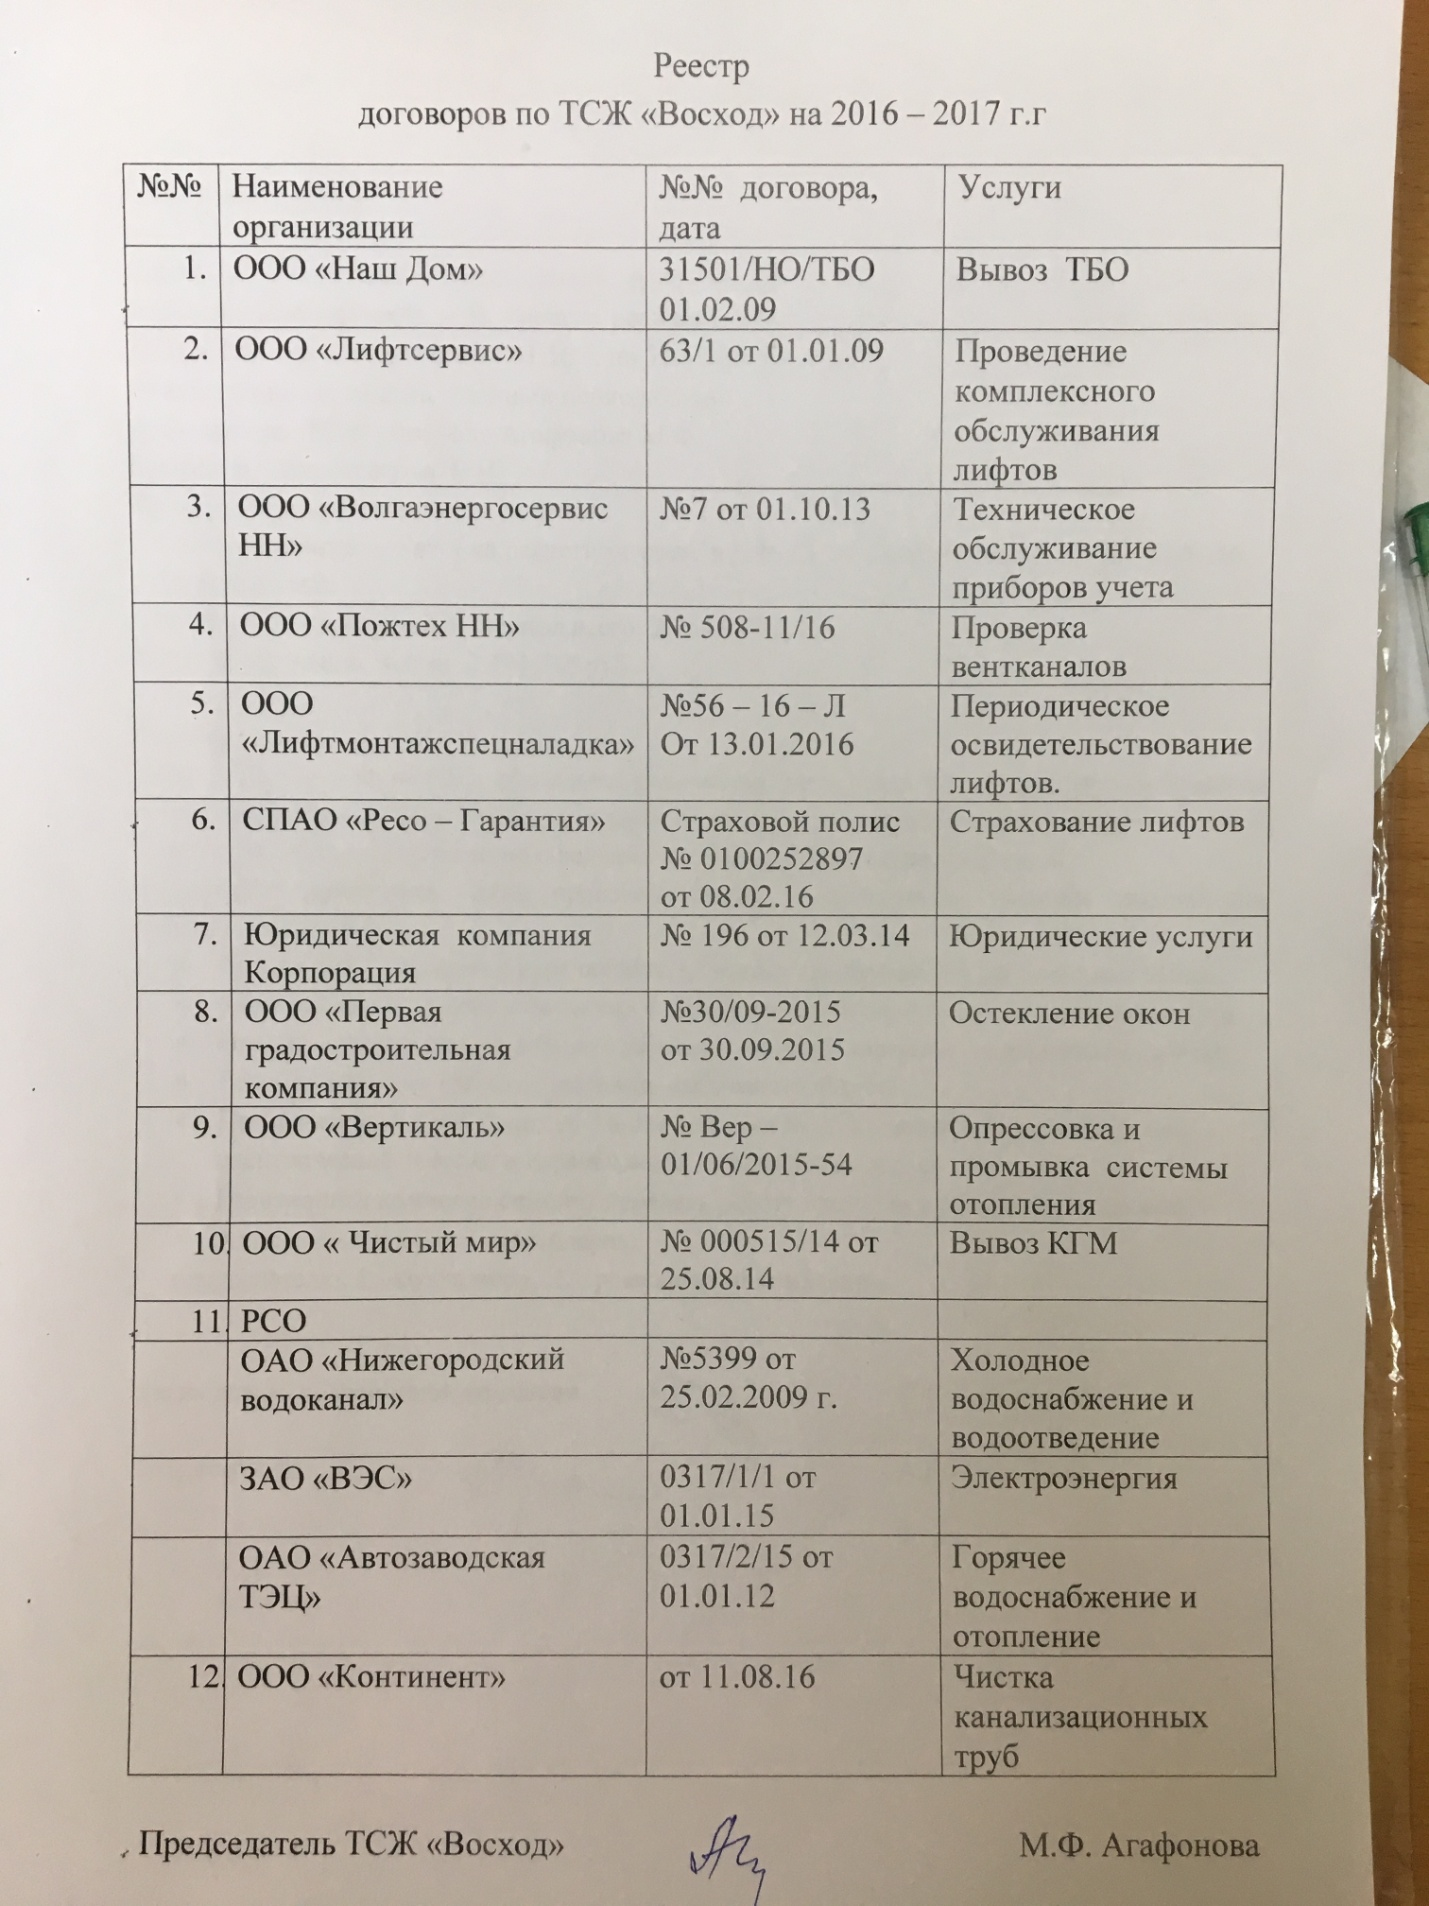 Реестр
договоров по ТСЖ «Восход» на 2016 – 2017 г.г
№№ Наименование организации №№ договора, дата Услуги
1. ООО «Наш Дом» 31501/НО/ТБО 01.02.09 Вывоз ТБО
2. ООО «Лифтсервис» 63/1 от 01.01.09 Проведение комплексного обслуживания лифтов
3. ООО «Волгаэнергосервис НН» №7 от 01.10.13 Техническое обслуживание приборов учета
4. ООО «Пожтех НН» № 508-11/16 Проверка вентканалов
5. ООО «Лифтмонтажспецналадка» №56 – 16 – Л От 13.01.2016 Периодическое освидетельствование лифтов.
6. СПАО «Ресо – Гарантия» Страховой полис № 0100252897 от 08.02.16 Страхование лифтов
7. Юридическая компания Корпорация № 196 от 12.03.14 Юридические услуги
8. ООО «Первая градостроительная компания» №30/09-2015 от 30.09.2015 Остекление окон
9. ООО «Вертикаль» № Вер – 01/06/2015-54 Опрессовка и промывка системы отопления
10. ООО « Чистый мир» № 000515/14 от 25.08.14 Вывоз КГМ
11. РСО
ОАО «Нижегородский водоканал» №5399 от 25.02.2009 г. Холодное водоснабжение и водоотведение
ЗАО «ВЭС» 0317/1/1 от 01.01.15 Электроэнергия
ОАО «Автозаводская ТЭЦ» 0317/2/15 от 01.01.12 Горячее водоснабжение и отопление
12. ООО «Континент» от 11.08.16 Чистка канализационных труб
Председатель ТСЖ «Восход» М.Ф. Агафонова